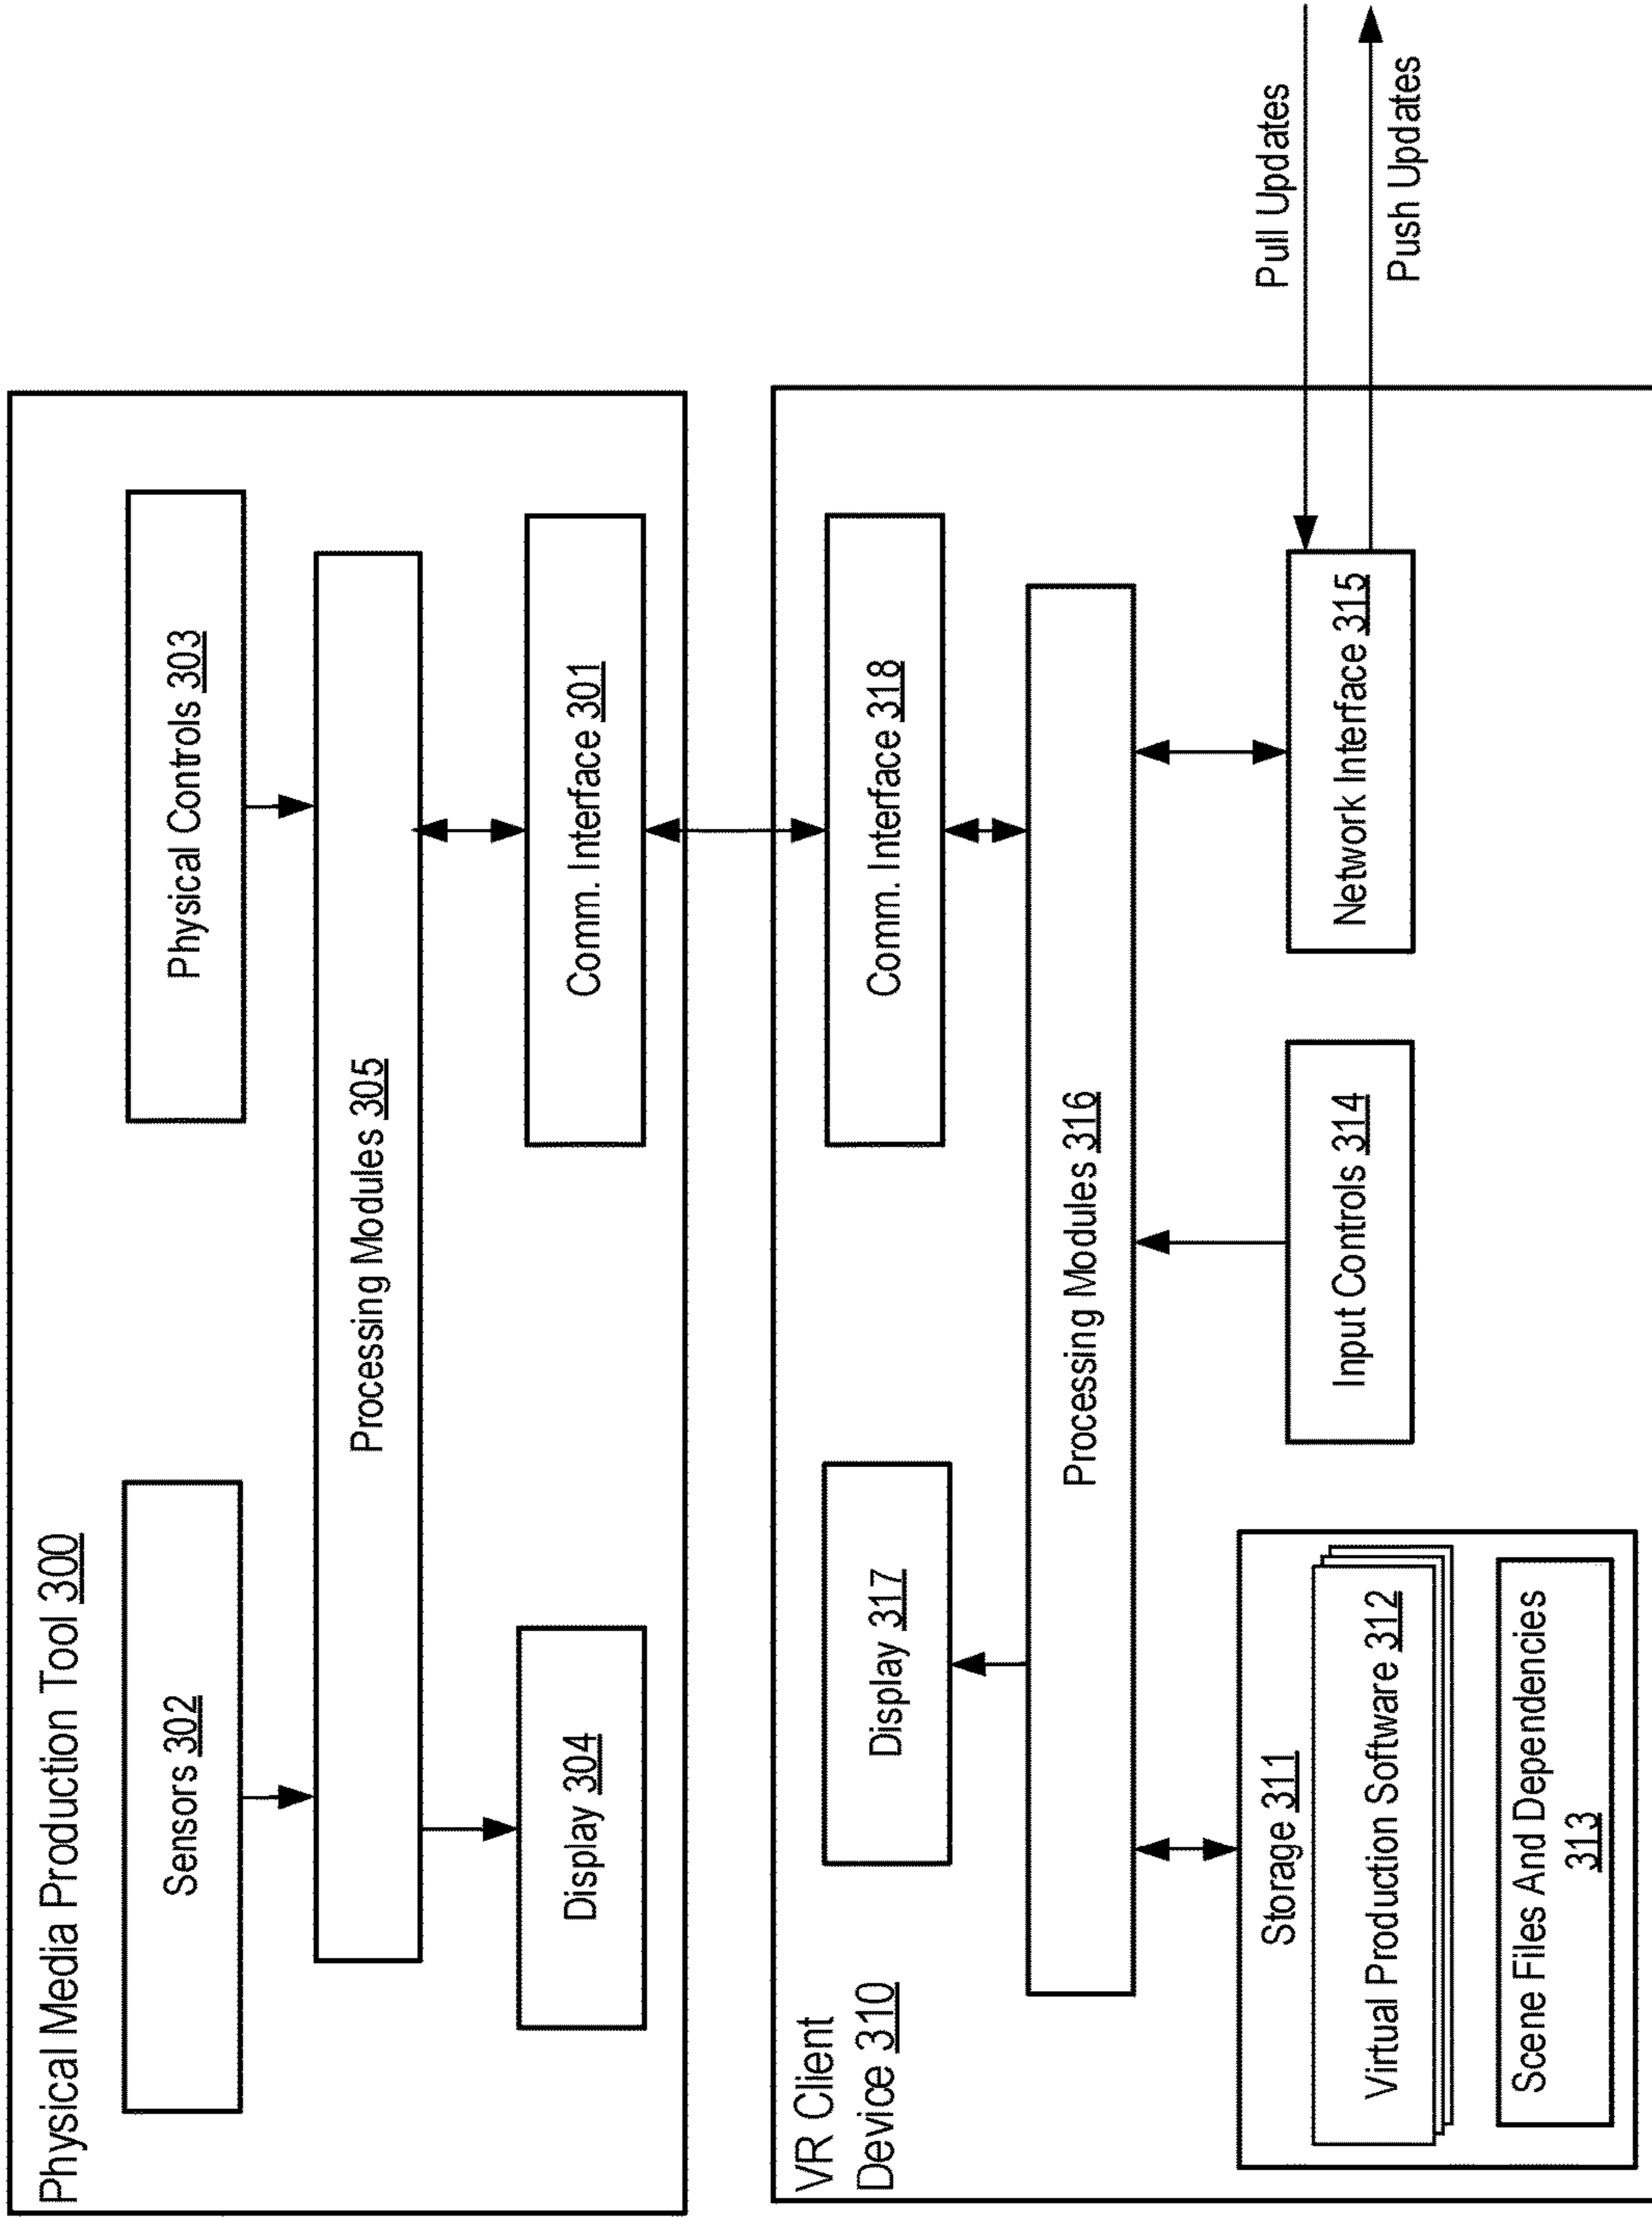 Physical Media Production Tool 300
Sensors 302
Physical Controls 303
Processing Modules 305
Display 304
Comm. Interface 301
VR Client
Device 310
Display 317
Comm. Interface 318
Processing Modules 316
Storage 311
Virtual Production Software 312
Scene Files And Dependencies
313
Input Controls 314
Network Interface 315
Pull Updates
Push Updates